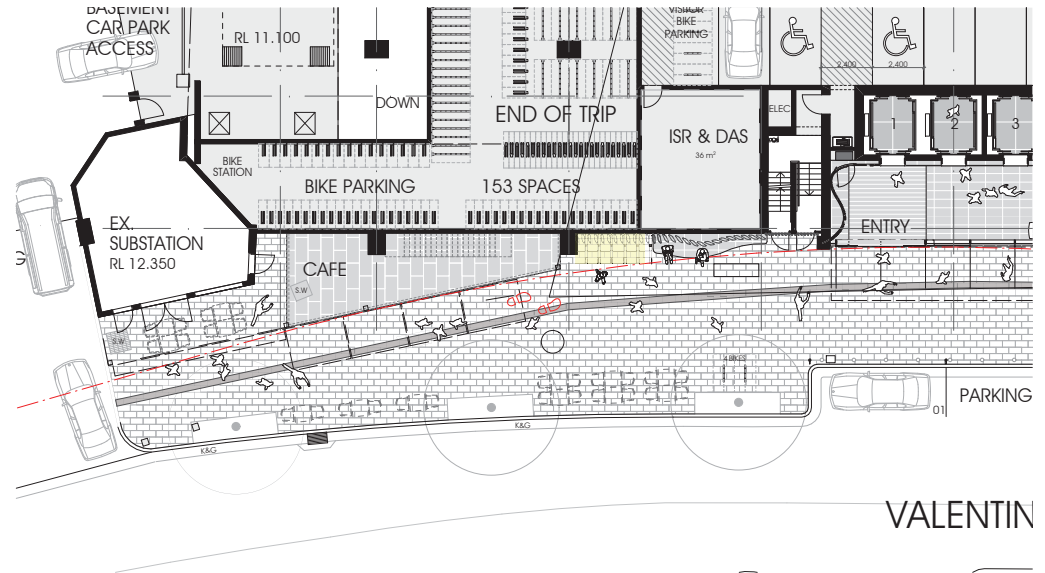 BASEMENT
CAR PARK
ACCESS
RL 11.100
VISITOR
BIKE
PARKING
2,400
2,400
DOWN
END OF TRIP
ELEC
ISR & DAS
36 m²
1
2
3
BIKE
STATION
BIKE PARKING
153 SPACES
EX.
SUBSTATION
RL 12.350
ENTRY
CAFE
S.W
S.W
4 BIKES
PARKING
01
K&G
K&G
VALENTIN